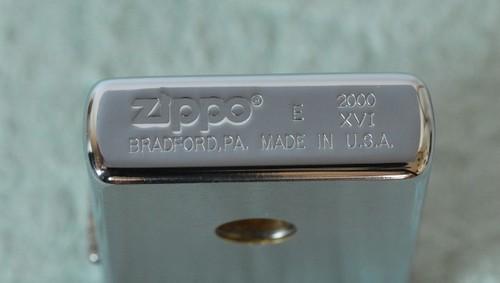 Zippo® E 2000
XVI
BRADFORD,PA. MADE IN U.S.A.